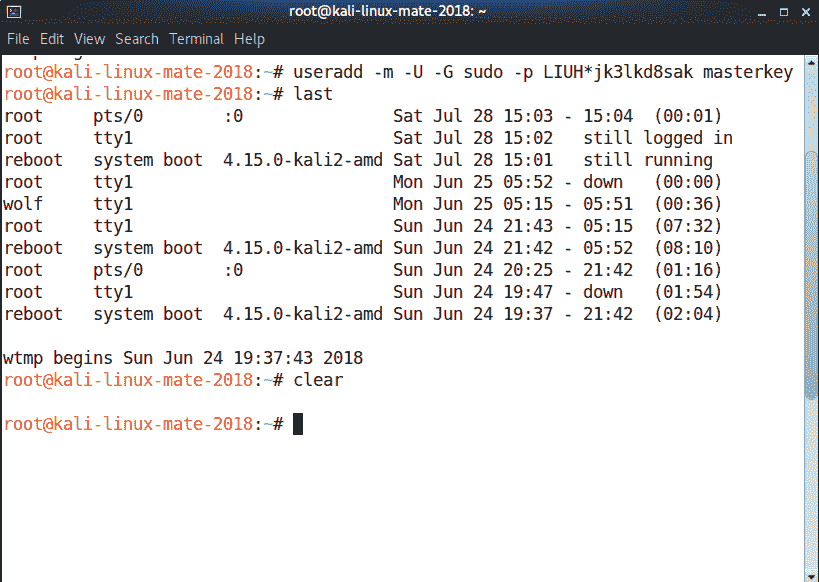 root@kali-linux-mate-2018: ~
File Edit View Search Terminal Help
root@kali-linux-mate-2018:~# useradd -m -U -G sudo -p LIUH*jk3lkd8sak masterkey
root@kali-linux-mate-2018:~# last
root     pts/0        :0               Sat Jul 28 15:03 - 15:04  (00:01)
root     tty1                          Sat Jul 28 15:02   still logged in
reboot   system boot  4.15.0-kali2-amd Sat Jul 28 15:01   still running
root     tty1                          Mon Jun 25 05:52 - down   (00:00)
wolf     tty1                          Mon Jun 25 05:15 - 05:51  (00:36)
root     tty1                          Sun Jun 24 21:43 - 05:15  (07:32)
reboot   system boot  4.15.0-kali2-amd Sun Jun 24 21:42 - 05:52  (08:10)
root     pts/0        :0               Sun Jun 24 20:25 - 21:42  (01:16)
root     tty1                          Sun Jun 24 19:47 - down   (01:54)
reboot   system boot  4.15.0-kali2-amd Sun Jun 24 19:37 - 21:42  (02:04)
wtmp begins Sun Jun 24 19:37:43 2018
root@kali-linux-mate-2018:~# clear
root@kali-linux-mate-2018:~#